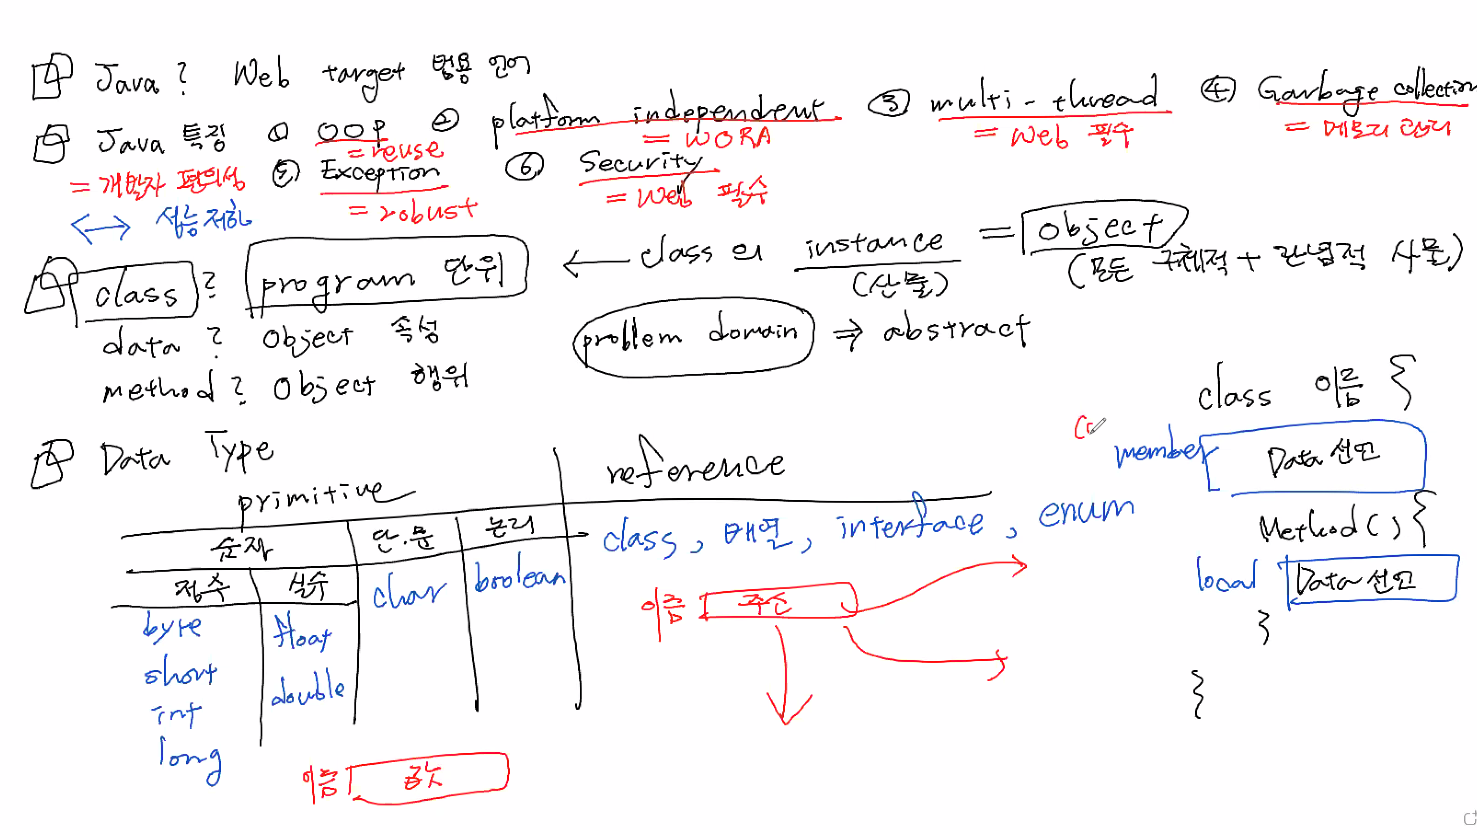 Java? Web target 범용 언어
Java 특징 ① OOP ② platform independent ③ multi-thread ④ Garbage collection
= reuse = WORA = Web 필수 = 메모리 관리
= 개발자 편의성 ⑤ Exception ⑥ Security
= robust = Web 필수
↔ 성능저하
class? program 단위 ← class의 instance = object
(산물) (모든 구체적 + 관념적 사물)
data? Object 속성 problem domain ⇒ abstract
method? Object 행위
class 이름 {
member Data 선언
Method() {
local Data 선언
}
}
Data Type
primitive reference
숫자 단.문 논리 class, 배열, interface, enum
정수 실수 char boolean
byte float 이름 주소
short double
int
long
이름 값